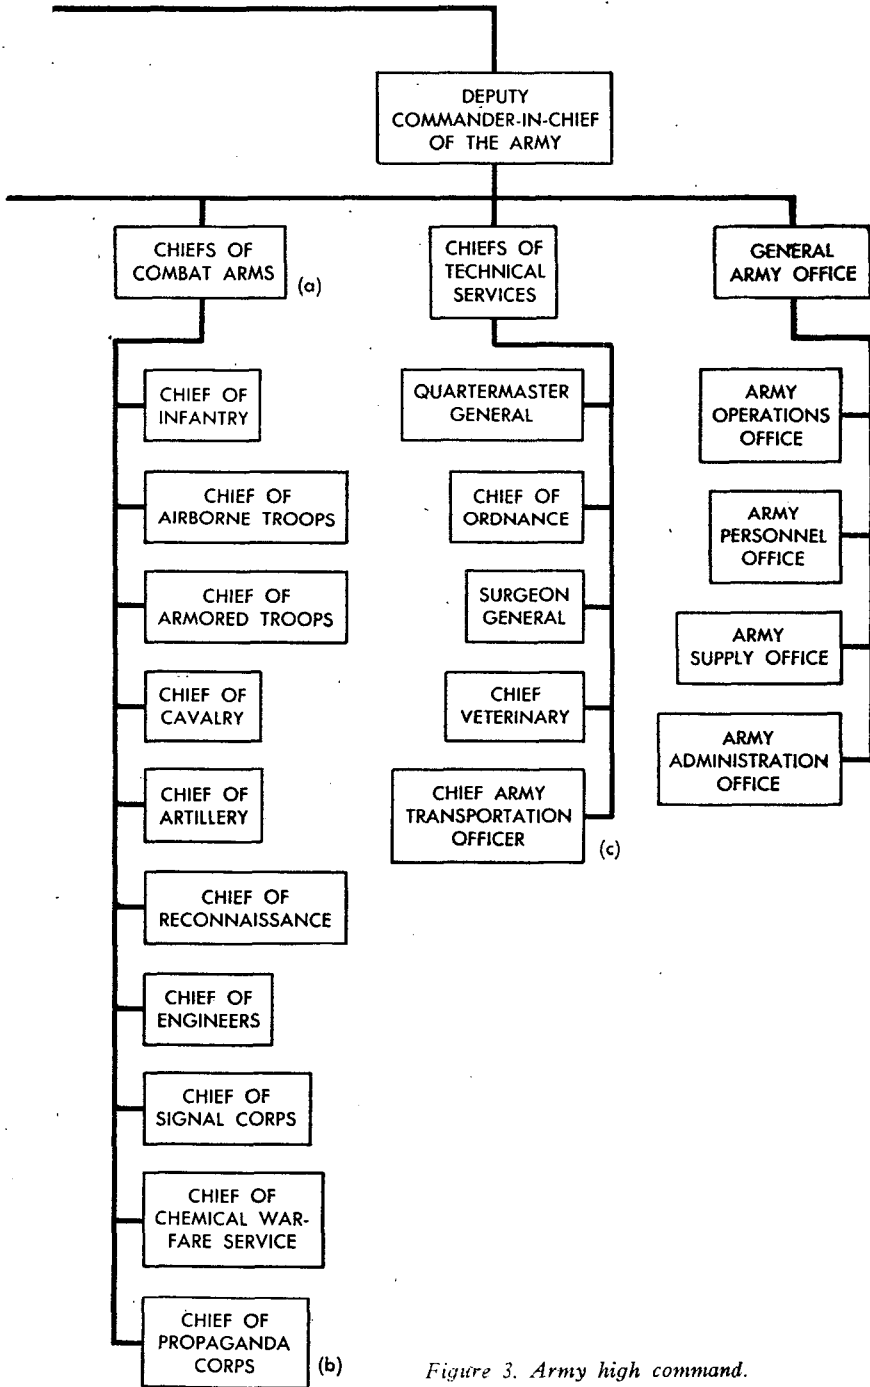 DEPUTY
COMMANDER-IN-CHIEF
OF THE ARMY
CHIEFS OF
COMBAT ARMS
(a)
CHIEF OF
INFANTRY
CHIEF OF
AIRBORNE TROOPS
CHIEF OF
ARMORED TROOPS
CHIEF OF
CAVALRY
CHIEF OF
ARTILLERY
CHIEF OF
RECONNAISSANCE
CHIEF OF
ENGINEERS
CHIEF OF
SIGNAL CORPS
CHIEF OF
CHEMICAL WAR-
FARE SERVICE
CHIEF OF
PROPAGANDA
CORPS
(b)
CHIEFS OF
TECHNICAL
SERVICES
QUARTERMASTER
GENERAL
CHIEF OF
ORDNANCE
SURGEON
GENERAL
CHIEF
VETERINARY
CHIEF ARMY
TRANSPORTATION
OFFICER
(c)
GENERAL
ARMY OFFICE
ARMY
OPERATIONS
OFFICE
ARMY
PERSONNEL
OFFICE
ARMY
SUPPLY OFFICE
ARMY
ADMINISTRATION
OFFICE
Figure 3. Army high command.